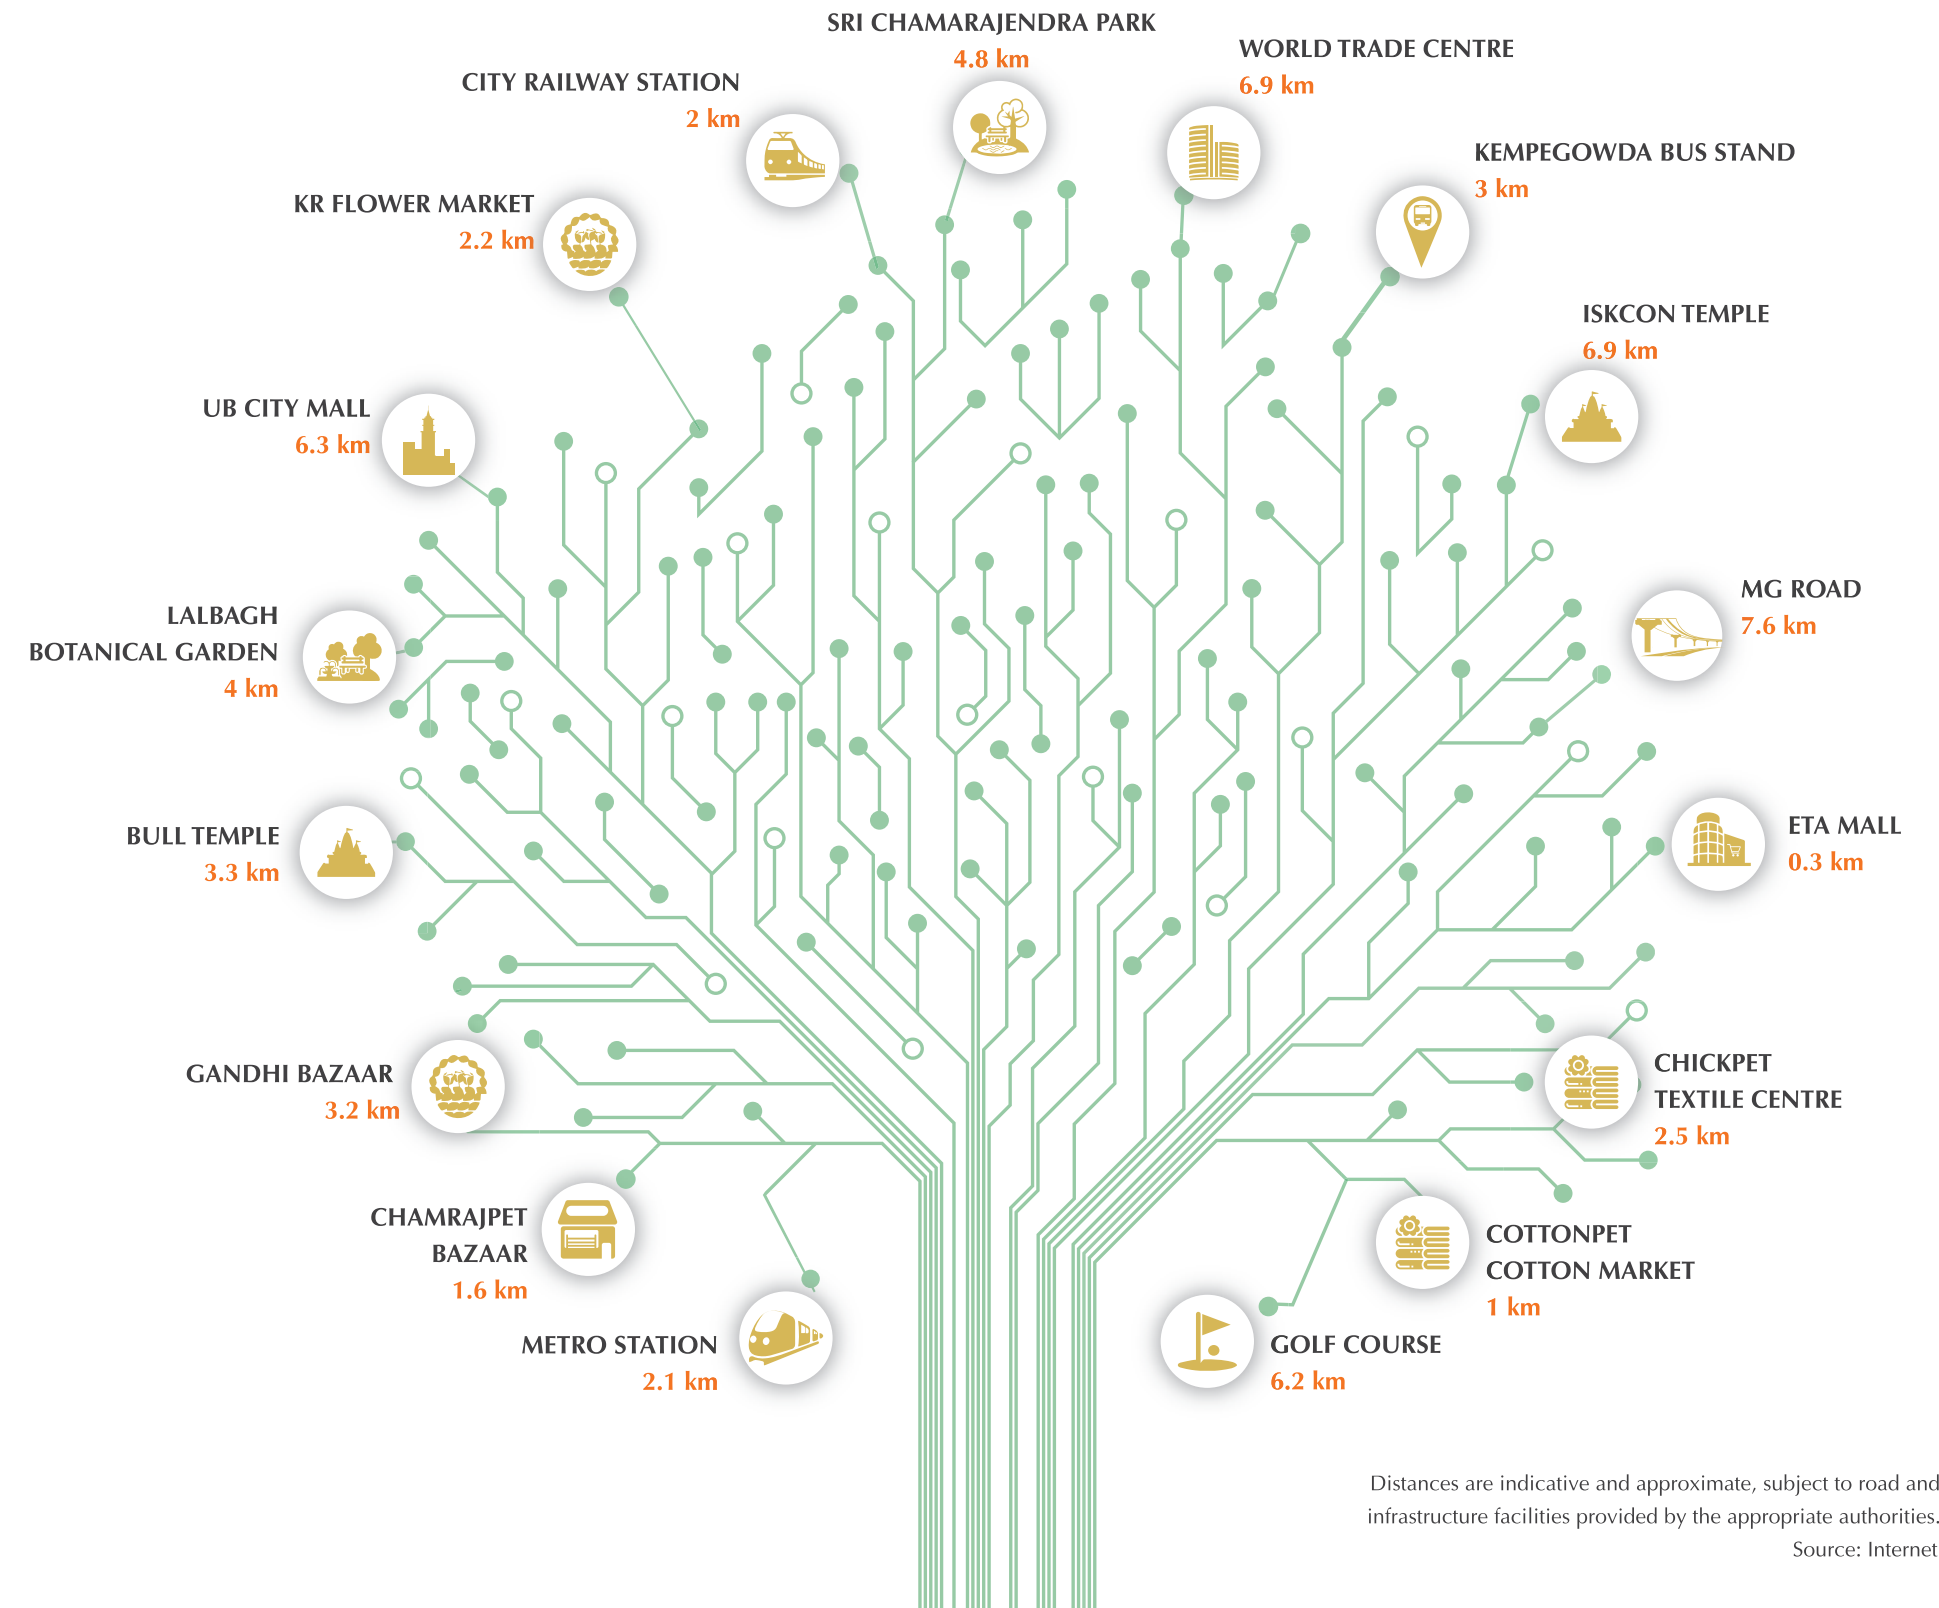 SRI CHAMARAJENDRA PARK
4.8 km
WORLD TRADE CENTRE
6.9 km
CITY RAILWAY STATION
2 km
KEMPEGOWDA BUS STAND
3 km
KR FLOWER MARKET
2.2 km
ISKCON TEMPLE
6.9 km
UB CITY MALL
6.3 km
MG ROAD
7.6 km
LALBAGH
BOTANICAL GARDEN
4 km
ETA MALL
0.3 km
BULL TEMPLE
3.3 km
CHICKPET
TEXTILE CENTRE
2.5 km
GANDHI BAZAAR
3.2 km
CHAMRAJPET
BAZAAR
1.6 km
COTTONPET
COTTON MARKET
1 km
METRO STATION
2.1 km
GOLF COURSE
6.2 km
Distances are indicative and approximate, subject to road and
infrastructure facilities provided by the appropriate authorities.
Source: Internet